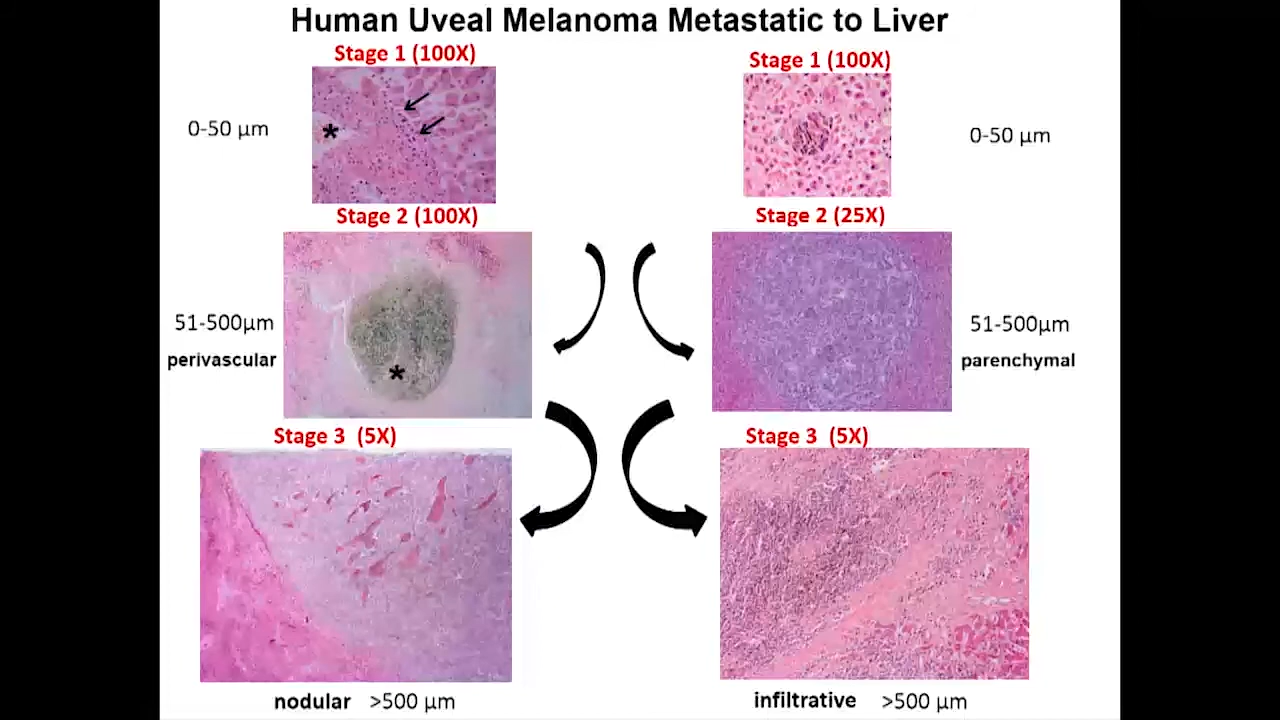 Human Uveal Melanoma Metastatic to Liver
Stage 1 (100X)
Stage 1 (100X)
0-50 µm
*
0-50 µm
Stage 2 (100X)
Stage 2 (25X)
51-500µm
perivascular
*
51-500µm
parenchymal
Stage 3 (5X)
Stage 3 (5X)
nodular >500 µm
infiltrative >500 µm